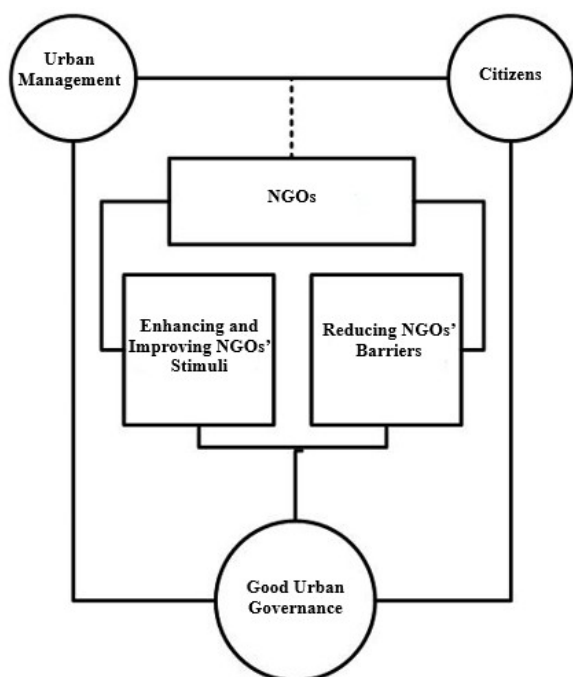 Urban
Management
Citizens
NGOs
Enhancing and
Improving NGOs’
Stimuli
Reducing NGOs’
Barriers
Good Urban
Governance